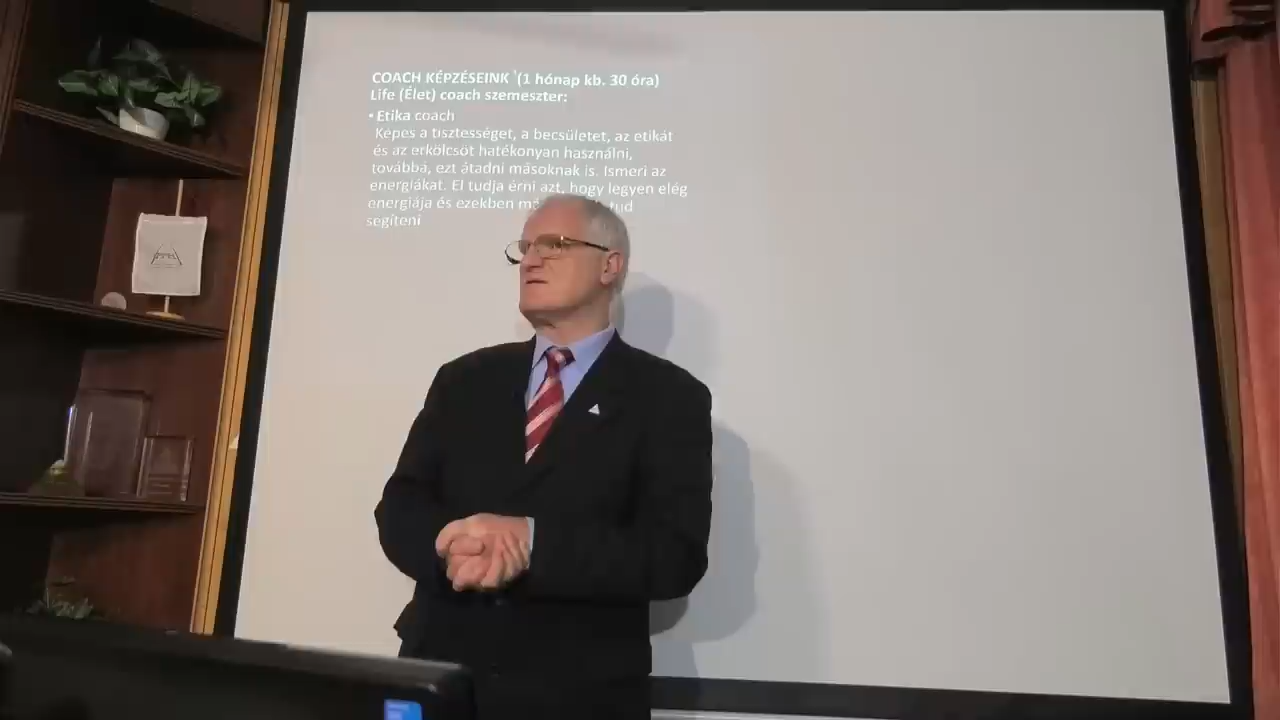 COACH KÉPZÉSEINK (1 hónap kb. 30 óra)
Life (Élet) coach szemeszter:
• Etika coach
Képes a tisztességet, a becsületet, az etikát
és az erkölcsöt hatékonyan használni,
továbbá, ezt átadni másoknak is. Ismeri az
energiákat. El tudja érni azt, hogy legyen elég
energiája és ezekben tud
segíteni